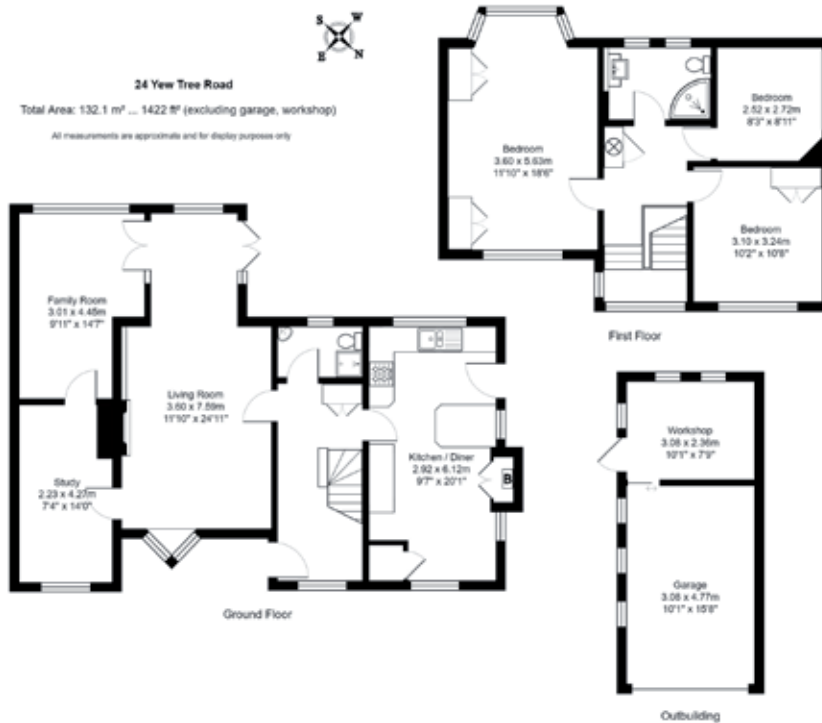 S W
E N
24 Yew Tree Road
Total Area: 132.1 m² ... 1422 ft² (excluding garage, workshop)
All measurements are approximate and for display purposes only
Bedroom
3.60 x 5.63m
11'10" x 18'6"
Bedroom
2.52 x 2.72m
8'3" x 8'11"
Bedroom
3.10 x 3.24m
10'2" x 10'8"
First Floor
Family Room
3.01 x 4.46m
9'11" x 14'7"
Living Room
3.60 x 7.59m
11'10" x 24'11"
Study
2.23 x 4.27m
7'4" x 14'0"
Kitchen / Diner
2.92 x 6.12m
9'7" x 20'1"
B
Ground Floor
Workshop
3.08 x 2.36m
10'1" x 7'9"
Garage
3.08 x 4.77m
10'1" x 15'8"
Outbuilding